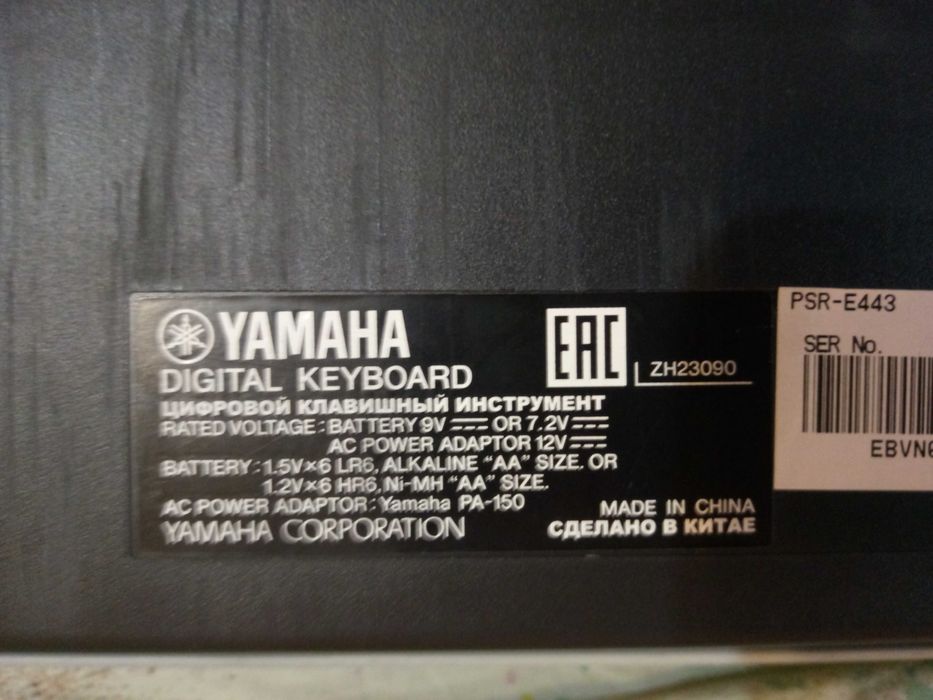 YAMAHA
DIGITAL KEYBOARD
ЦИФРОВОЙ КЛАВИШНЫЙ ИНСТРУМЕНТ
RATED VOLTAGE: BATTERY 9V OR 7.2V
AC POWER ADAPTOR 12V
BATTERY: 1.5V×6 LR6, ALKALINE "AA" SIZE. OR
1.2V×6 HR6, Ni-MH "AA" SIZE.
AC POWER ADAPTOR: Yamaha PA-150
YAMAHA CORPORATION
EAC
ZH23090
MADE IN CHINA
СДЕЛАНО В КИТАЕ
PSR-E443
SER No.